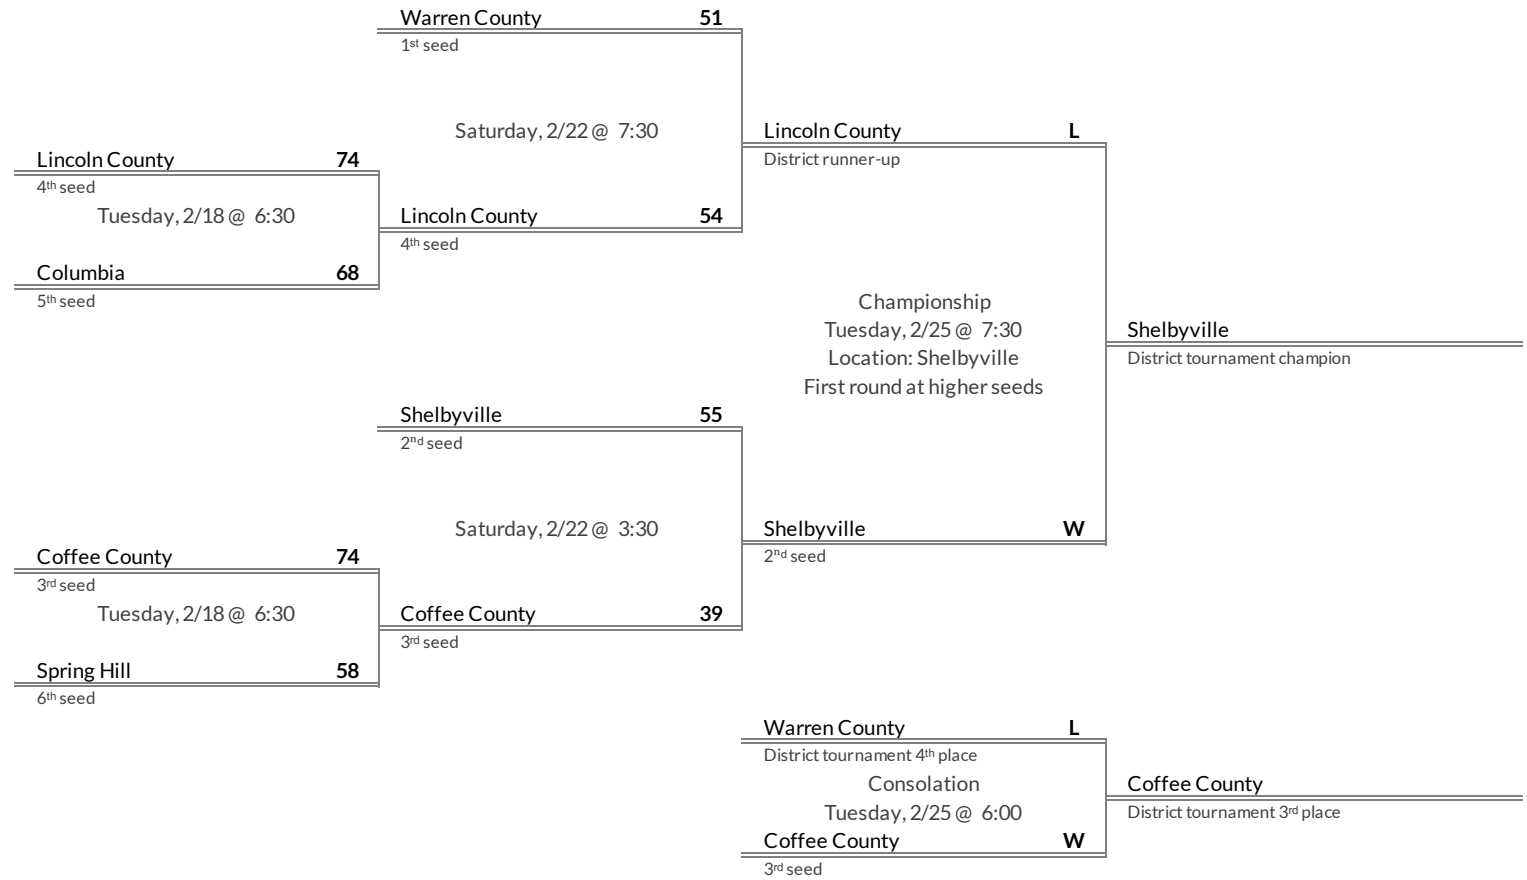 Warren County 51
1st seed
Saturday, 2/22 @ 7:30
Lincoln County L
District runner-up
Lincoln County 74
4th seed
Tuesday, 2/18 @ 6:30
Lincoln County 54
4th seed
Columbia 68
5th seed
Championship
Tuesday, 2/25 @ 7:30
Location: Shelbyville
First round at higher seeds
Shelbyville
District tournament champion
Shelbyville 55
2nd seed
Saturday, 2/22 @ 3:30
Shelbyville W
2nd seed
Coffee County 74
3rd seed
Tuesday, 2/18 @ 6:30
Coffee County 39
3rd seed
Spring Hill 58
6th seed
Warren County L
District tournament 4th place
Consolation
Tuesday, 2/25 @ 6:00
Coffee County
District tournament 3rd place
Coffee County W
3rd seed